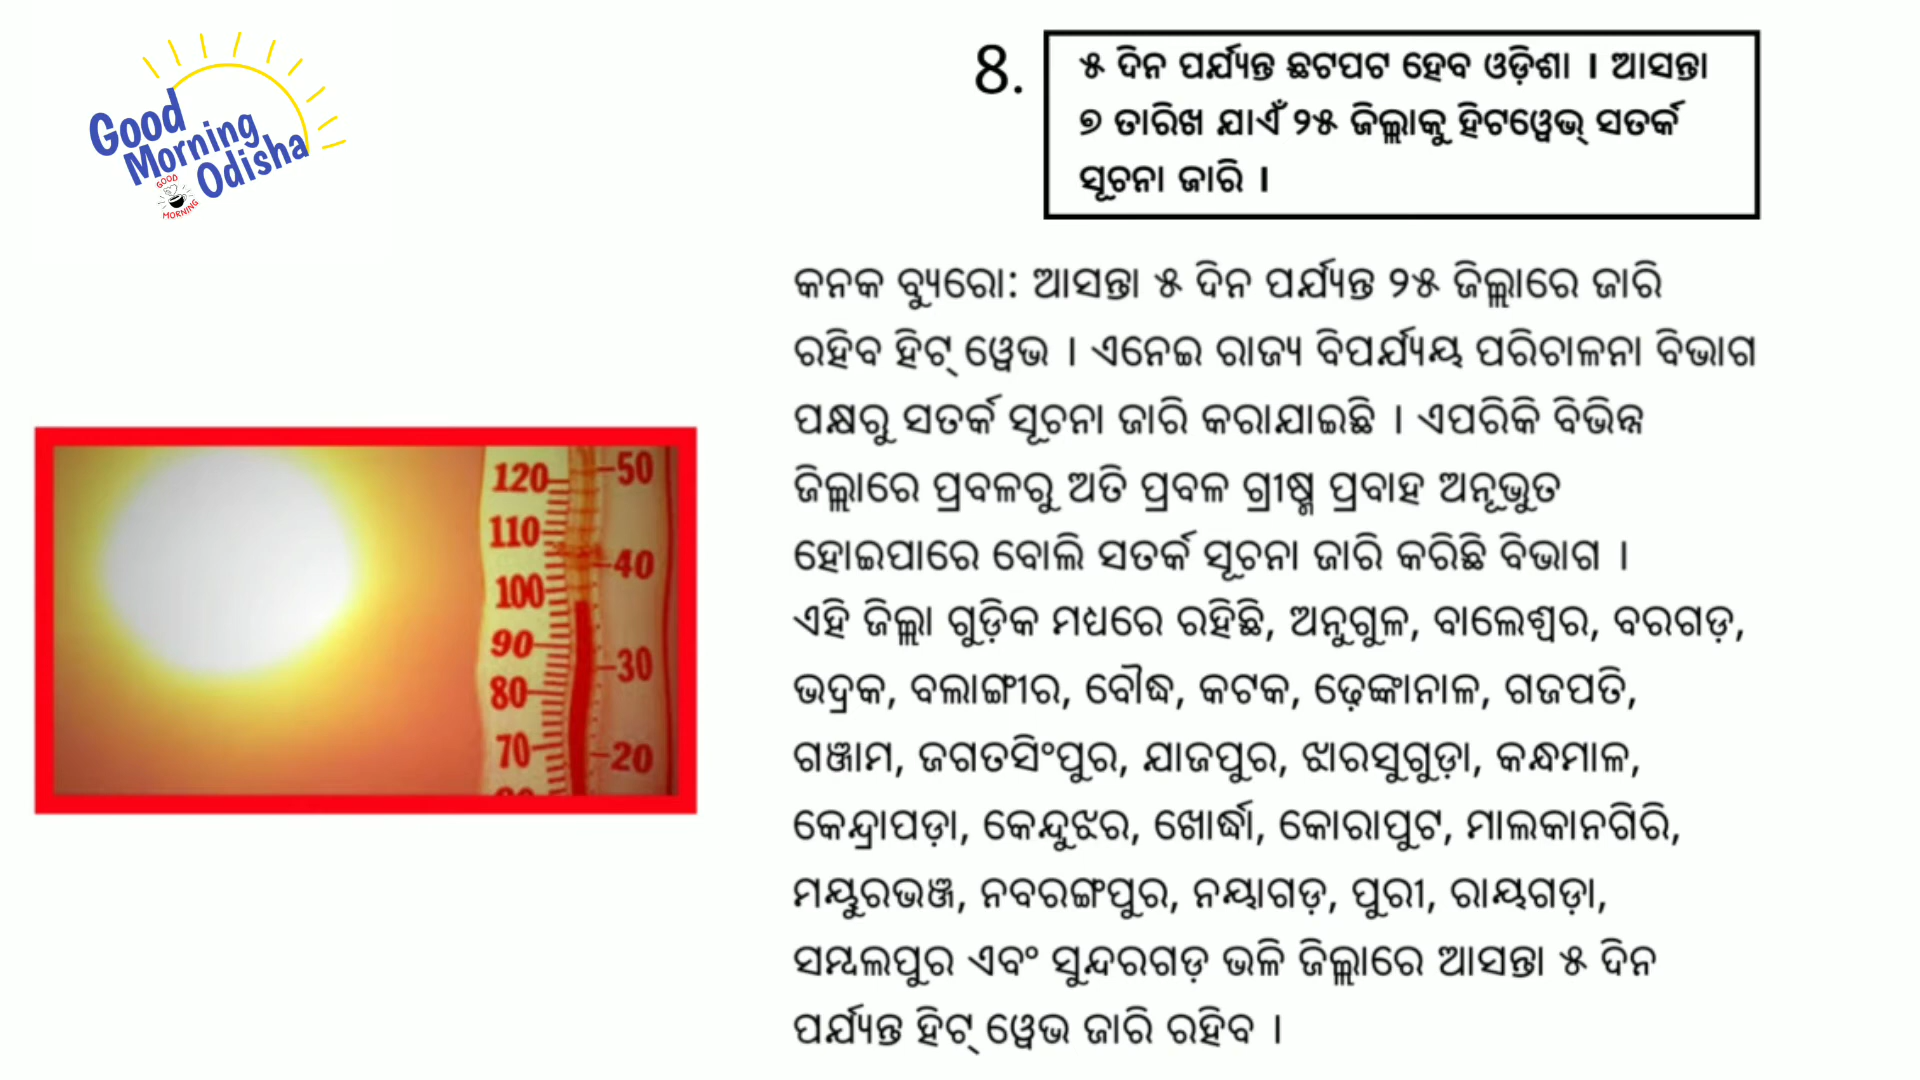 Good
Morning
Odisha
GOOD
MORNING
8.
୫ ଦିନ ପର୍ଯ୍ୟନ୍ତ ଛଟପଟ ହେବ ଓଡ଼ିଶା । ଆସନ୍ତା
୭ ତାରିଖ ଯାଏଁ ୨୫ ଜିଲ୍ଲାକୁ ହିଟୱେଭ୍ ସତର୍କ
ସୂଚନା ଜାରି ।
କନକ ବ୍ୟୁରୋ: ଆସନ୍ତା ୫ ଦିନ ପର୍ଯ୍ୟନ୍ତ ୨୫ ଜିଲ୍ଲାରେ ଜାରି
ରହିବ ହିଟ୍ ୱେଭ । ଏନେଇ ରାଜ୍ୟ ବିପର୍ଯ୍ୟୟ ପରିଚାଳନା ବିଭାଗ
ପକ୍ଷରୁ ସତର୍କ ସୂଚନା ଜାରି କରାଯାଇଛି । ଏପରିକି ବିଭିନ୍ନ
ଜିଲ୍ଲାରେ ପ୍ରବଳରୁ ଅତି ପ୍ରବଳ ଗ୍ରୀଷ୍ମ ପ୍ରବାହ ଅନୂଭୁତ
ହୋଇପାରେ ବୋଲି ସତର୍କ ସୂଚନା ଜାରି କରିଛି ବିଭାଗ ।
ଏହି ଜିଲ୍ଲା ଗୁଡ଼ିକ ମଧ୍ୟରେ ରହିଛି, ଅନୁଗୁଳ, ବାଲେଶ୍ୱର, ବରଗଡ଼,
ଭଦ୍ରକ, ବଲାଙ୍ଗୀର, ବୌଦ୍ଧ, କଟକ, ଢ଼େଙ୍କାନାଳ, ଗଜପତି,
ଗଞ୍ଜାମ, ଜଗତସିଂପୁର, ଯାଜପୁର, ଝାରସୁଗୁଡ଼ା, କନ୍ଧମାଳ,
କେନ୍ଦ୍ରାପଡ଼ା, କେନ୍ଦୁଝର, ଖୋର୍ଦ୍ଧା, କୋରାପୁଟ, ମାଲକାନଗିରି,
ମୟୁରଭଞ୍ଜ, ନବରଙ୍ଗପୁର, ନୟାଗଡ଼, ପୁରୀ, ରାୟଗଡ଼ା,
ସମ୍ବଲପୁର ଏବଂ ସୁନ୍ଦରଗଡ଼ ଭଳି ଜିଲ୍ଲାରେ ଆସନ୍ତା ୫ ଦିନ
ପର୍ଯ୍ୟନ୍ତ ହିଟ୍ ୱେଭ ଜାରି ରହିବ ।
120 50
110
100 40
90
80 30
70 20